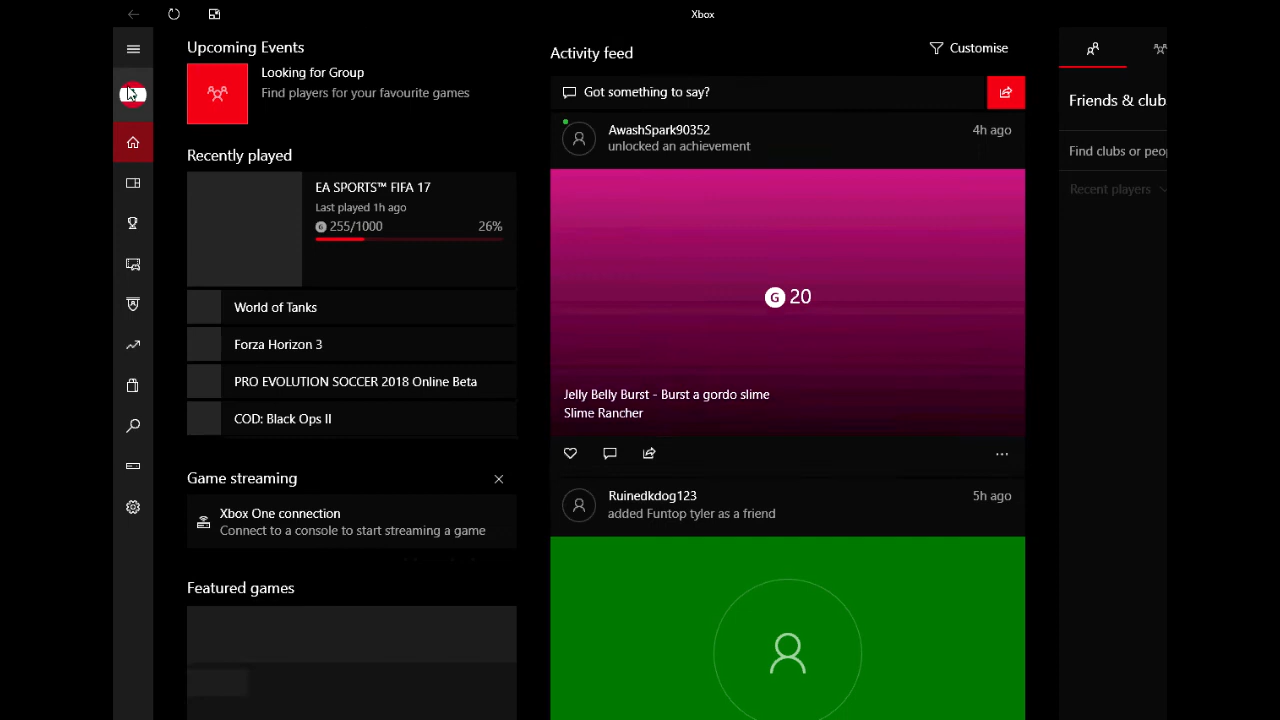 Xbox
Upcoming Events
Looking for Group
Find players for your favourite games
Recently played
EA SPORTS™ FIFA 17
Last played 1h ago
G 255/1000 26%
World of Tanks
Forza Horizon 3
PRO EVOLUTION SOCCER 2018 Online Beta
COD: Black Ops II
Game streaming
Xbox One connection
Connect to a console to start streaming a game
Featured games
Activity feed
Customise
Got something to say?
AwashSpark90352 4h ago
unlocked an achievement
G 20
Jelly Belly Burst - Burst a gordo slime
Slime Rancher
Ruinedkdog123 5h ago
added Funtop tyler as a friend
Friends & club
Find clubs or peo
Recent players